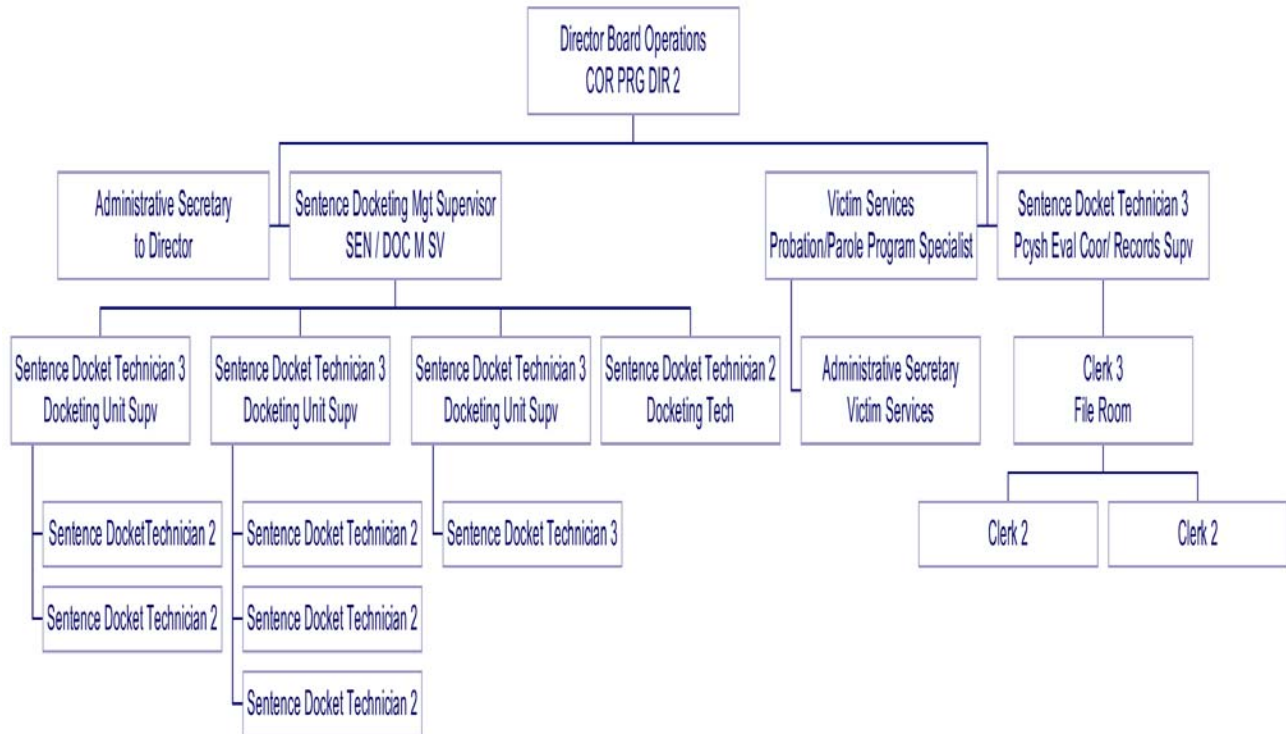 Director Board Operations
COR PRG DIR 2
Administrative Secretary
to Director
Sentence Docketing Mgt Supervisor
SEN / DOC M SV
Victim Services
Probation/Parole Program Specialist
Sentence Docket Technician 3
Pcysh Eval Coor/ Records Supv
Sentence Docket Technician 3
Docketing Unit Supv
Sentence Docket Technician 3
Docketing Unit Supv
Sentence Docket Technician 3
Docketing Unit Supv
Sentence Docket Technician 2
Docketing Tech
Administrative Secretary
Victim Services
Clerk 3
File Room
Sentence DocketTechnician 2
Sentence Docket Technician 2
Sentence Docket Technician 3
Clerk 2
Clerk 2
Sentence Docket Technician 2
Sentence Docket Technician 2
Sentence Docket Technician 2